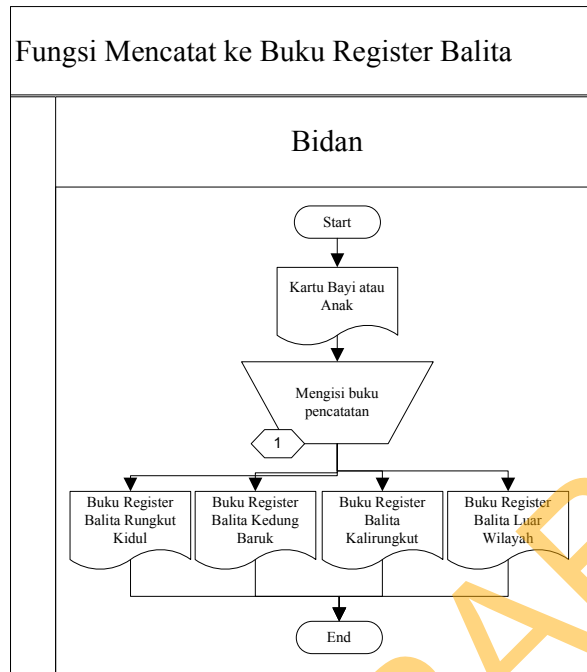 Fungsi Mencatat ke Buku Register Balita
Bidan
Start
Kartu Bayi atau
Anak
Mengisi buku
pencatatan
1
Buku Register
Balita Rungkut
Kidul
Buku Register
Balita Kedung
Baruk
Buku Register
Balita
Kalirungkut
Buku Register
Balita Luar
Wilayah
End